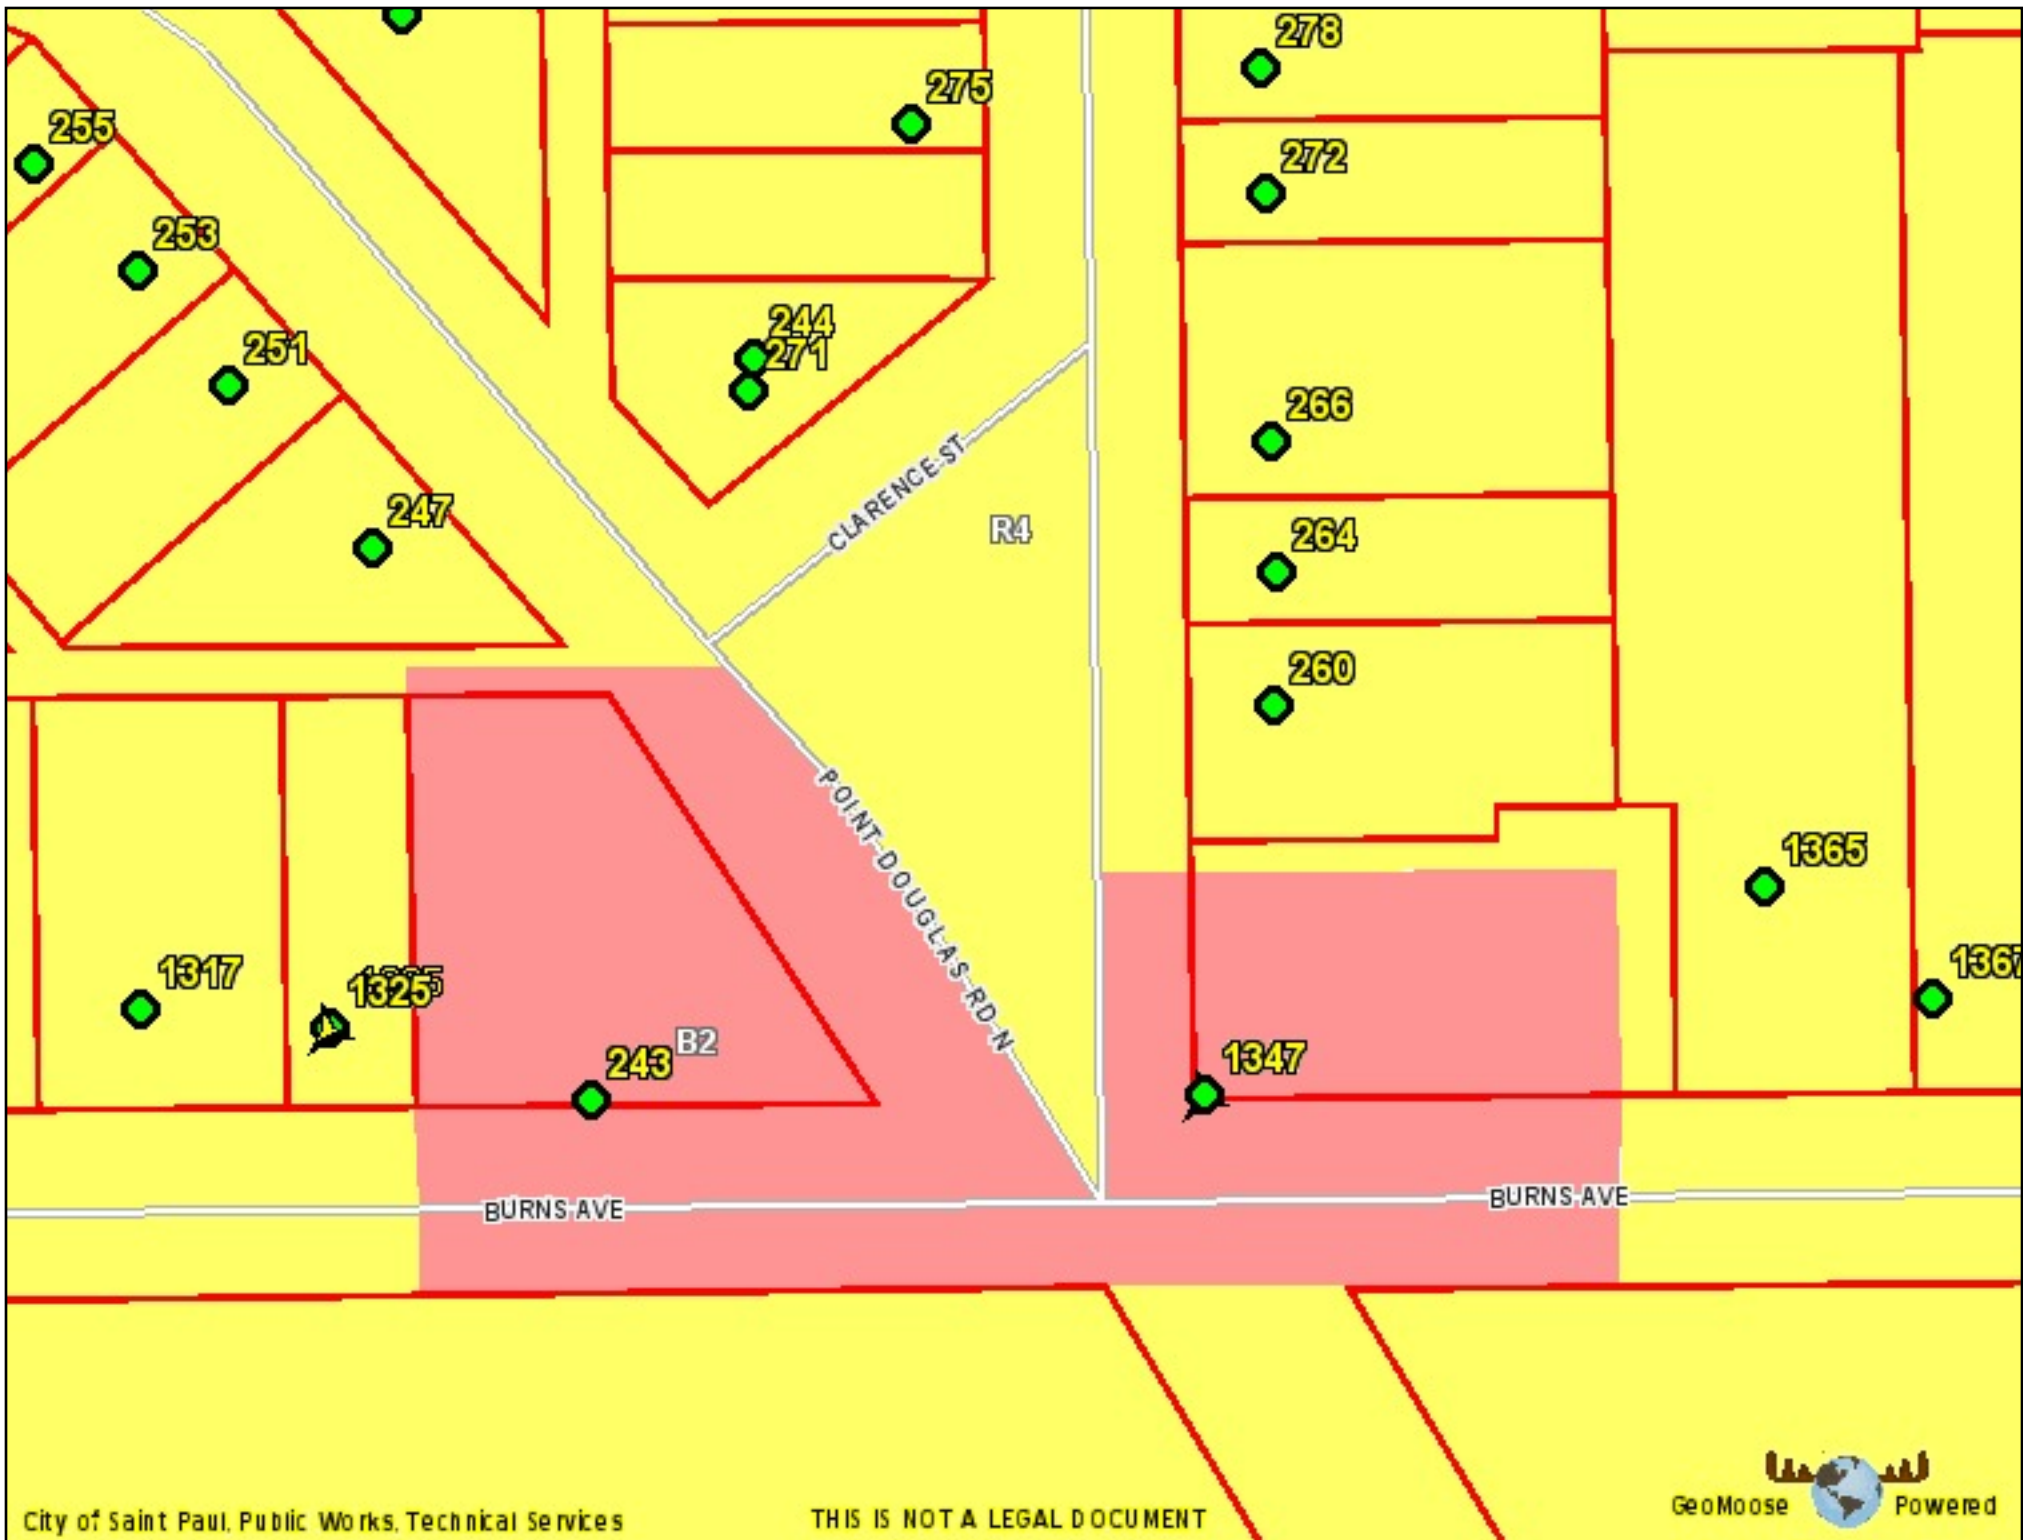 278
275
255
272
253
244
251
271
266
CLARENCE ST
247
R4
264
260
POINT DOUGLAS RD N
1365
1317
1325
1367
B2
243
1347
BURNS AVE
BURNS AVE
City of Saint Paul, Public Works, Technical Services
THIS IS NOT A LEGAL DOCUMENT
GeoMoose Powered